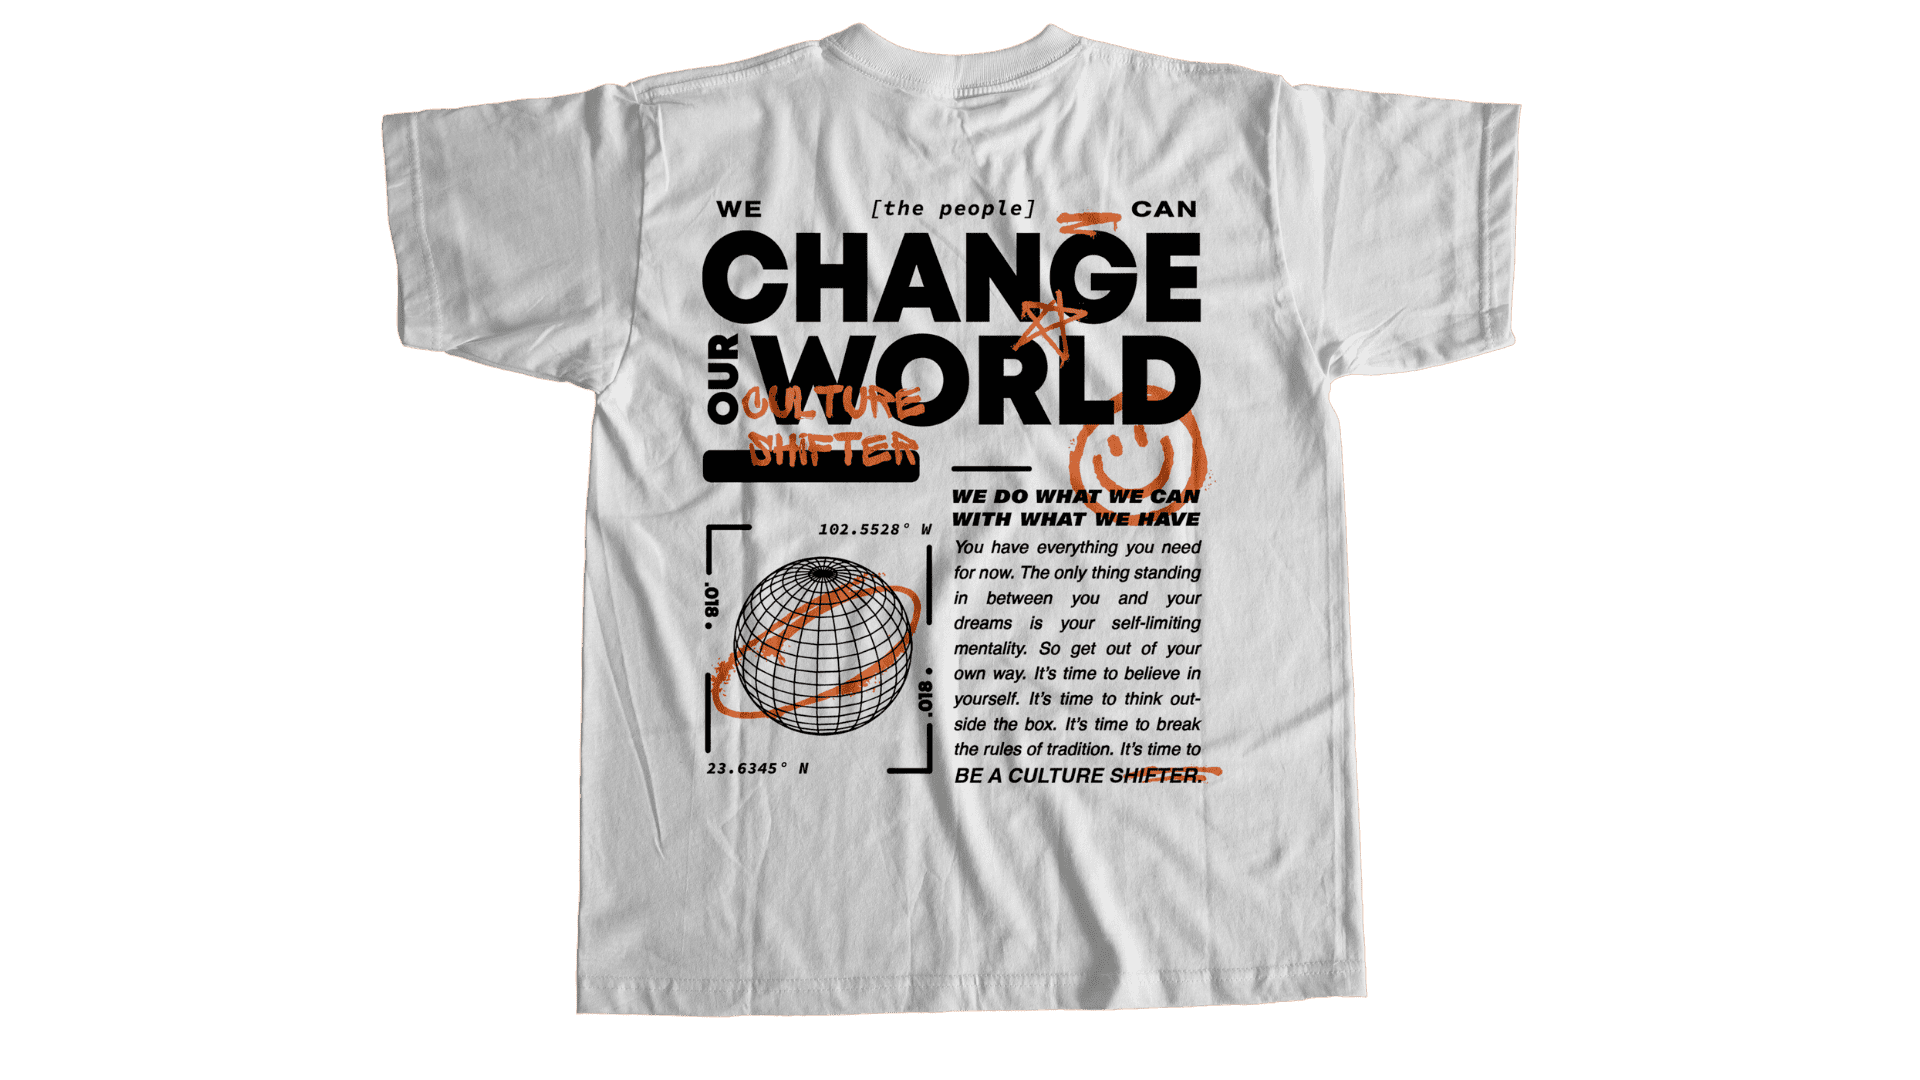 WE [the people] CAN
CHANGE
OUR WORLD
CULTURE
SHiFTER
WE DO WHAT WE CAN
WITH WHAT WE HAVE
You have everything you need
for now. The only thing standing
in between you and your
dreams is your self-limiting
mentality. So get out of your
own way. It’s time to believe in
yourself. It’s time to think out-
side the box. It’s time to break
the rules of tradition. It’s time to
BE A CULTURE SHIFTER.
102.5528° W
.018
.018
23.6345° N